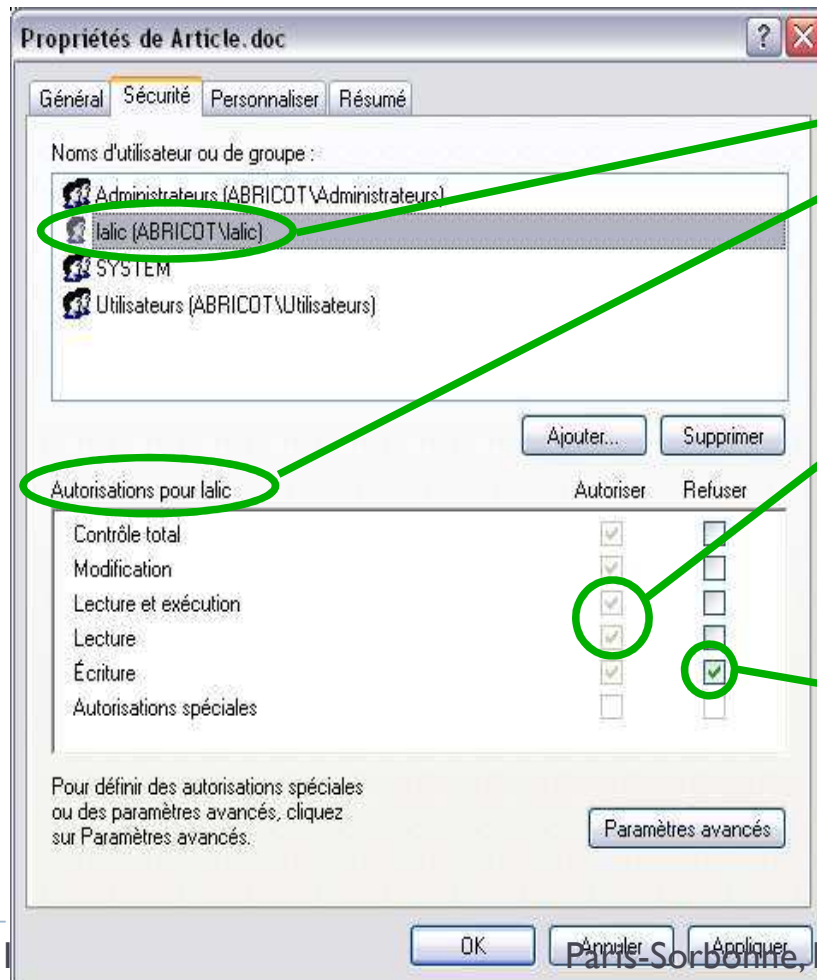 Propriétés de Article.doc
Général Sécurité Personnaliser Résumé
Noms d'utilisateur ou de groupe :
Administrateurs (ABRICOT\Administrateurs)
lalic (ABRICOT\lalic)
SYSTEM
Utilisateurs (ABRICOT\Utilisateurs)
Ajouter... Supprimer
Autorisations pour lalic Autoriser Refuser
Contrôle total
Modification
Lecture et exécution
Lecture
Écriture
Autorisations spéciales
Pour définir des autorisations spéciales
ou des paramètres avancés, cliquez
sur Paramètres avancés.
Paramètres avancés
OK Annuler Appliquer
Paris-Sorbonne,